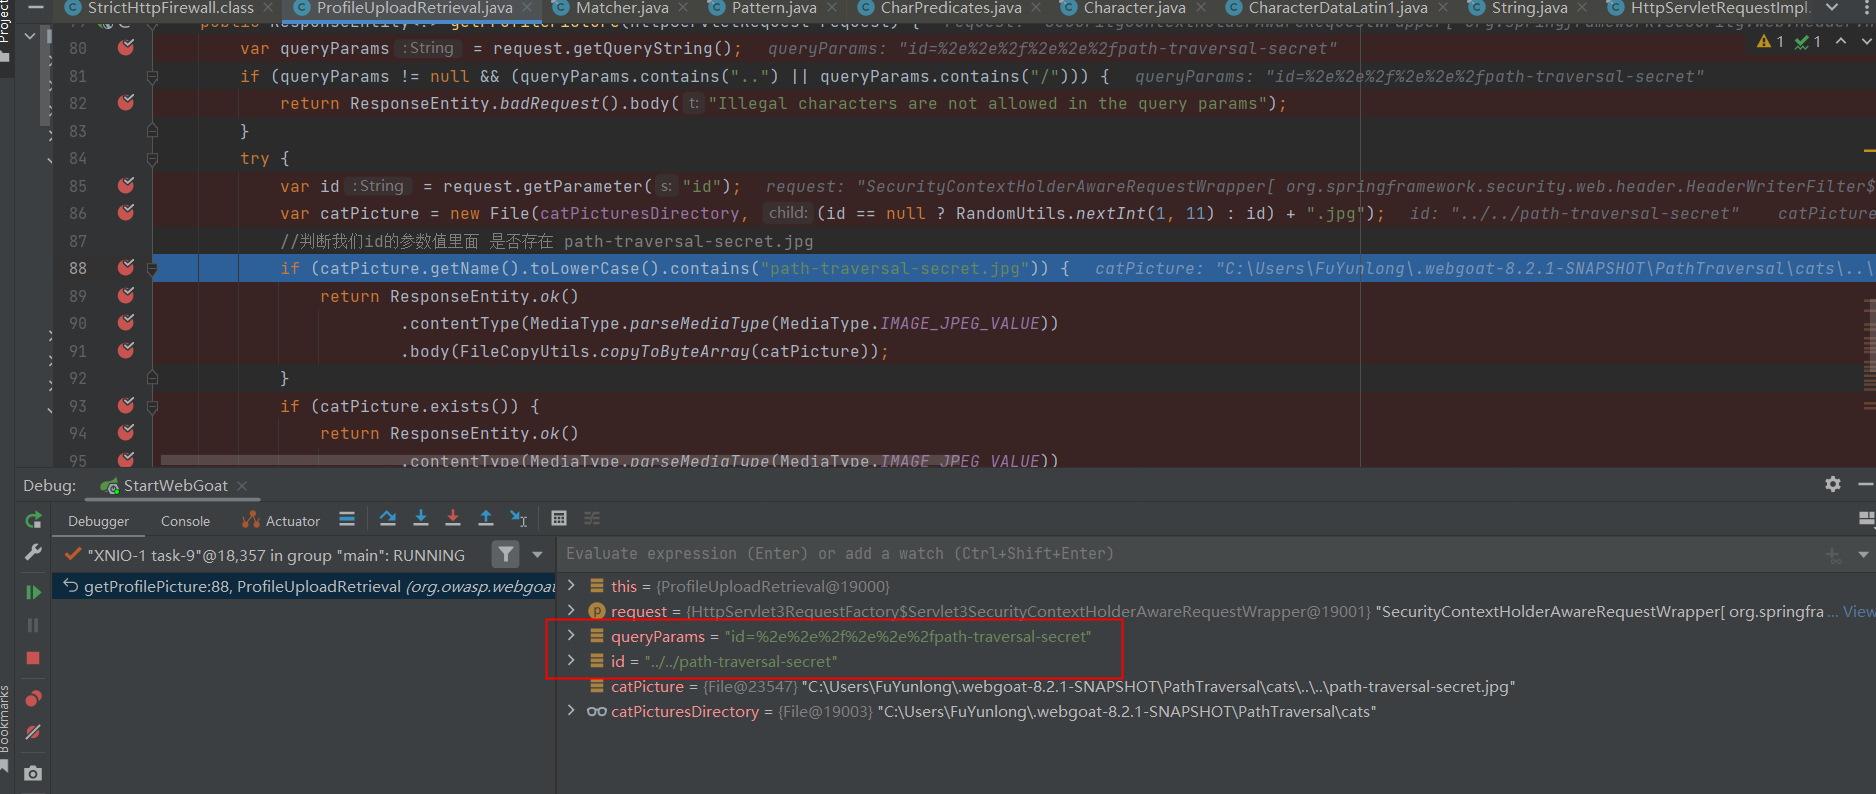 StrictHttpFirewall.class ProfileUploadRetrieval.java Matcher.java Pattern.java CharPredicates.java Character.java CharacterDataLatin1.java String.java HttpServletRequestImpl.
Project
80 var queryParams : String = request.getQueryString(); queryParams: "id=%2e%2e%2f%2e%2e%2fpath-traversal-secret"
1 1
81 if (queryParams != null && (queryParams.contains("..") || queryParams.contains("/"))) { queryParams: "id=%2e%2e%2f%2e%2e%2fpath-traversal-secret"
82 return ResponseEntity.badRequest().body( t: "Illegal characters are not allowed in the query params");
83 }
84 try {
85 var id : String = request.getParameter( s: "id"); request: "SecurityContextHolderAwareRequestWrapper[ org.springframework.security.web.header.HeaderWriterFilter$
86 var catPicture = new File(catPicturesDirectory, child: (id == null ? RandomUtils.nextInt(1, 11) : id) + ".jpg"); id: "../../path-traversal-secret" catPicture
87 //判断我们id的参数值里面 是否存在 path-traversal-secret.jpg
88 if (catPicture.getName().toLowerCase().contains("path-traversal-secret.jpg")) { catPicture: "C:\Users\FuYunlong\.webgoat-8.2.1-SNAPSHOT\PathTraversal\cats\..\
89 return ResponseEntity.ok()
90 .contentType(MediaType.parseMediaType(MediaType.IMAGE_JPEG_VALUE))
91 .body(FileCopyUtils.copyToByteArray(catPicture));
92 }
93 if (catPicture.exists()) {
94 return ResponseEntity.ok()
95 .contentType(MediaType.parseMediaType(MediaType.IMAGE_JPEG_VALUE))
Debug: StartWebGoat
Debugger Console Actuator
"XNIO-1 task-9"@18,357 in group "main": RUNNING
Evaluate expression (Enter) or add a watch (Ctrl+Shift+Enter)
getProfilePicture:88, ProfileUploadRetrieval (org.owasp.webgoat
this = {ProfileUploadRetrieval@19000}
request = {HttpServlet3RequestFactory$Servlet3SecurityContextHolderAwareRequestWrapper@19001} "SecurityContextHolderAwareRequestWrapper[ org.springfra ... View
queryParams = "id=%2e%2e%2f%2e%2e%2fpath-traversal-secret"
id = "../../path-traversal-secret"
catPicture = {File@23547} "C:\Users\FuYunlong\.webgoat-8.2.1-SNAPSHOT\PathTraversal\cats\..\..\path-traversal-secret.jpg"
catPicturesDirectory = {File@19003} "C:\Users\FuYunlong\.webgoat-8.2.1-SNAPSHOT\PathTraversal\cats"
Bookmarks